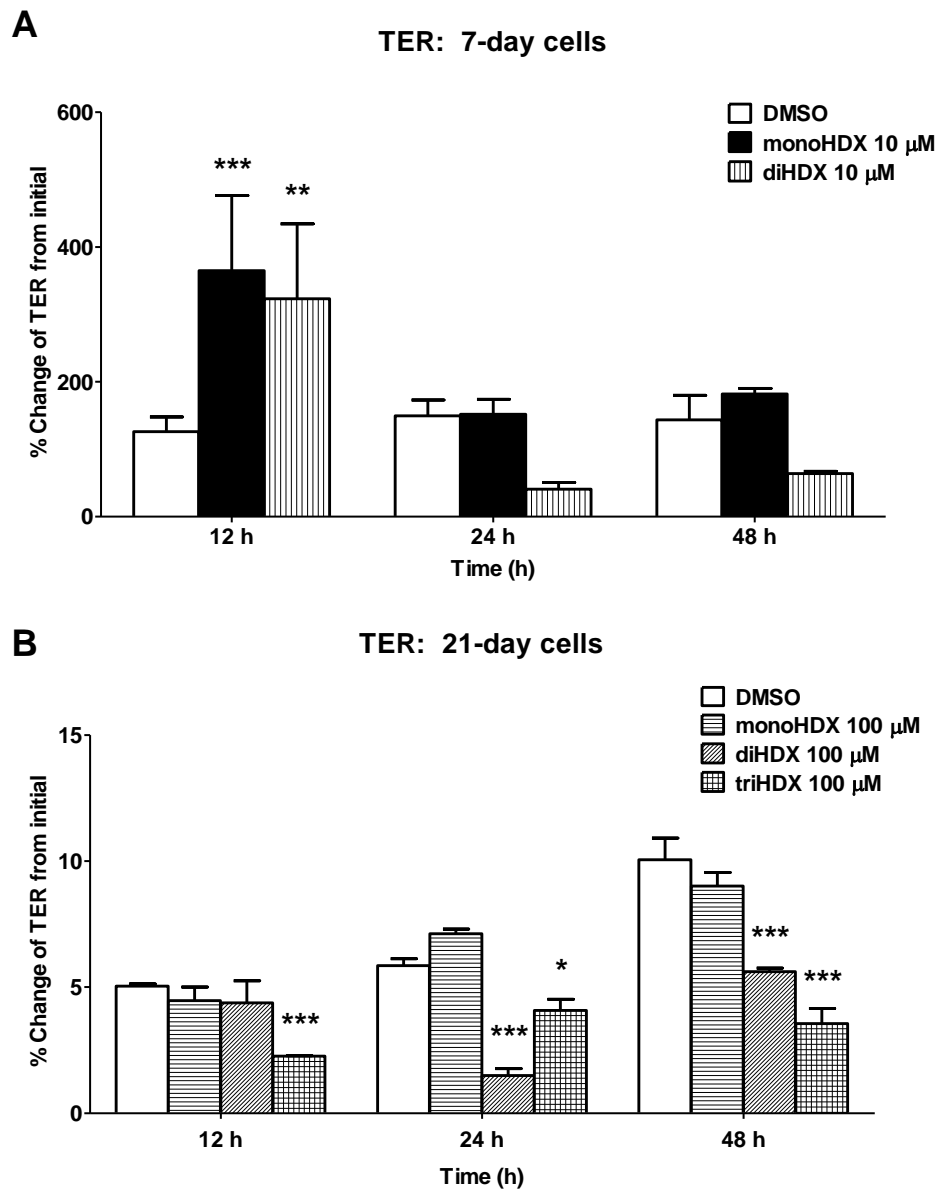 A
TER: 7-day cells
% Change of TER from initial
600
400
200
0
DMSO
monoHDX 10 μM
diHDX 10 μM
***
**
12 h
24 h
48 h
Time (h)
B
TER: 21-day cells
% Change of TER from initial
15
10
5
0
DMSO
monoHDX 100 μM
diHDX 100 μM
triHDX 100 μM
***
***
*
***
***
12 h
24 h
48 h
Time (h)